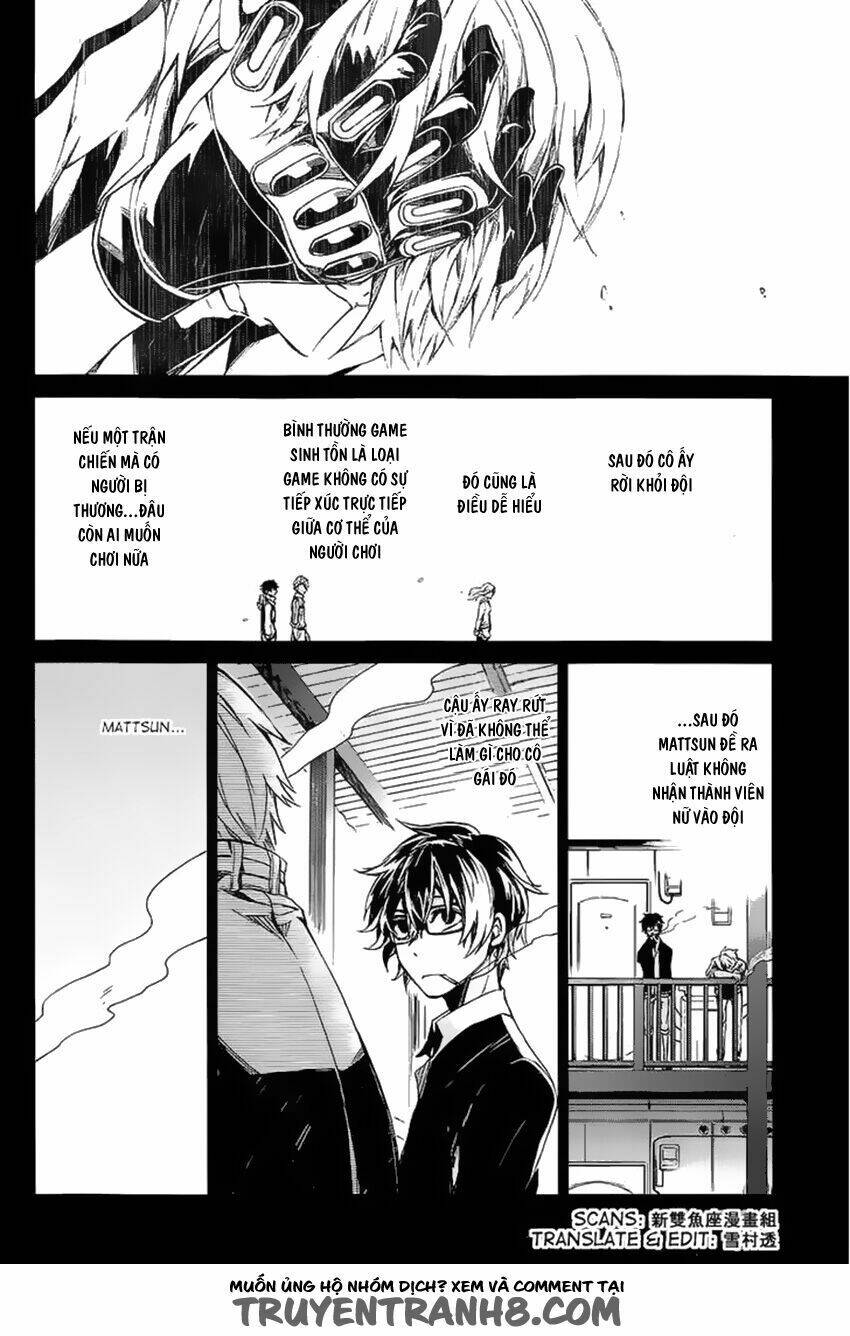 SAU ĐÓ CÔ ẤY
RỜI KHỎI ĐỘI
ĐÓ CŨNG LÀ
ĐIỀU DỄ HIỂU
BÌNH THƯỜNG GAME
SINH TỒN LÀ LOẠI
GAME KHÔNG CÓ SỰ
TIẾP XÚC TRỰC TIẾP
GIỮA CƠ THỂ CỦA
NGƯỜI CHƠI
NẾU MỘT TRẬN
CHIẾN MÀ CÓ
NGƯỜI BỊ
THƯƠNG...ĐÂU
CÒN AI MUỐN
CHƠI NỮA
...SAU ĐÓ
MATTSUN ĐỀ RA
LUẬT KHÔNG
NHẬN THÀNH VIÊN
NỮ VÀO ĐỘI
CẬU ẤY RAY RỨT
VÌ ĐÃ KHÔNG THỂ
LÀM GÌ CHO CÔ
GÁI ĐÓ
MATTSUN...
SCANS: 新雙魚座漫畫組
TRANSLATE & EDIT: 雪村透
MUỐN ỦNG HỘ NHÓM DỊCH? XEM VÀ COMMENT TẠI
TRUYENTRANH8.COM!